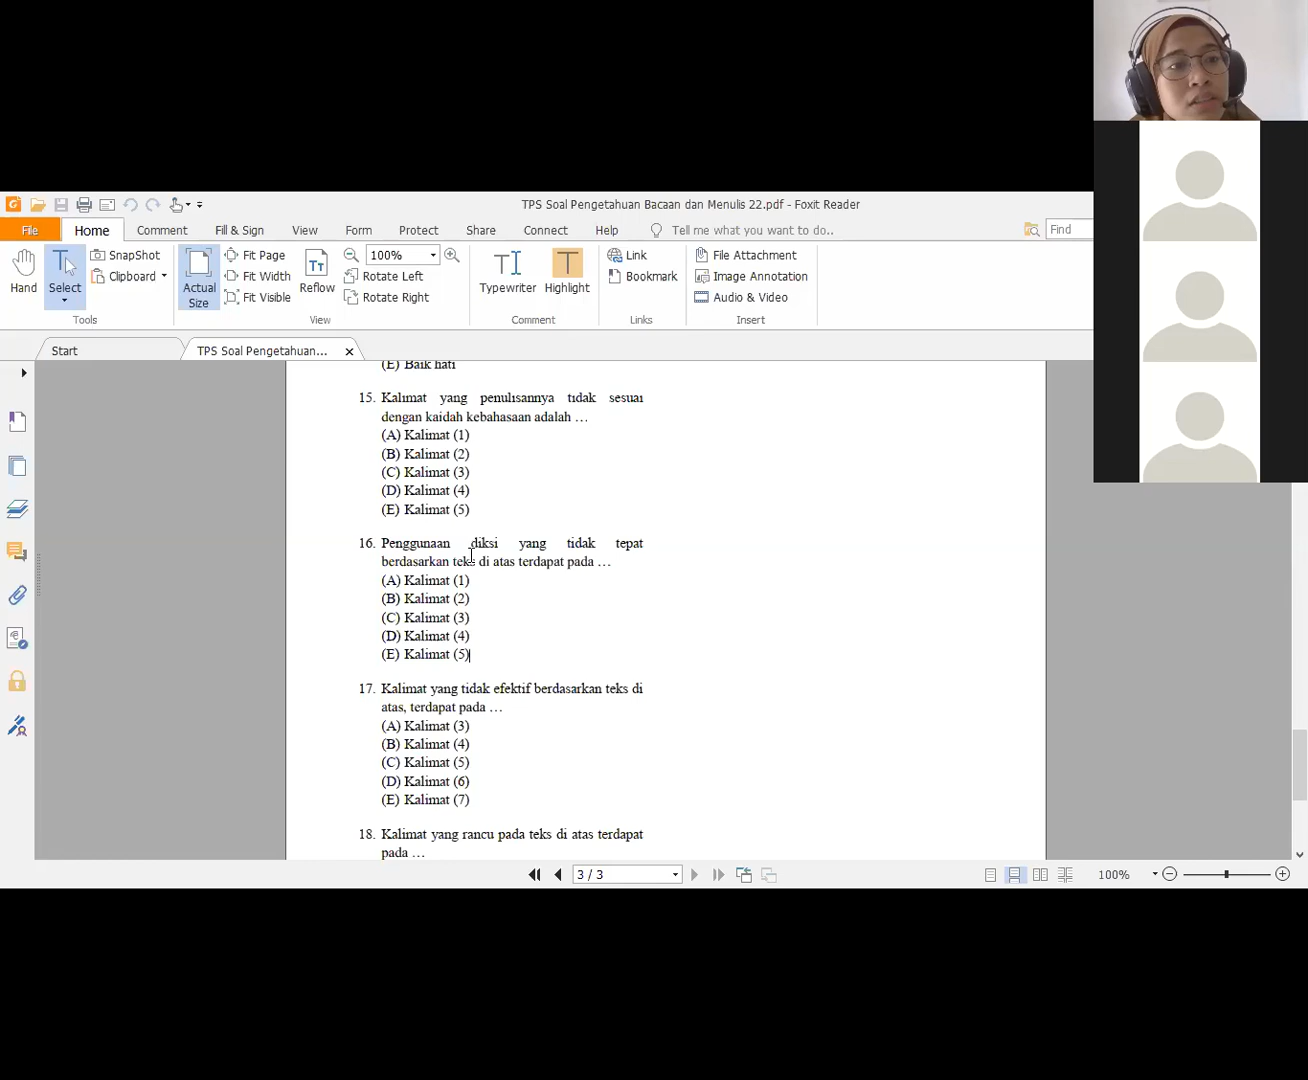 TPS Soal Pengetahuan Bacaan dan Menulis 22.pdf - Foxit Reader
File Home Comment Fill & Sign View Form Protect Share Connect Help Tell me what you want to do.. Find
Hand
Select
SnapShot
Clipboard
Tools
Actual Size
Fit Page
Fit Width
Fit Visible
Reflow
100%
Rotate Left
Rotate Right
View
Typewriter
Highlight
Comment
Link
Bookmark
Links
File Attachment
Image Annotation
Audio & Video
Insert
Start TPS Soal Pengetahuan...
(E) Baik hati
15. Kalimat yang penulisannya tidak sesuai
dengan kaidah kebahasaan adalah …
(A) Kalimat (1)
(B) Kalimat (2)
(C) Kalimat (3)
(D) Kalimat (4)
(E) Kalimat (5)
16. Penggunaan diksi yang tidak tepat
berdasarkan teks di atas terdapat pada …
(A) Kalimat (1)
(B) Kalimat (2)
(C) Kalimat (3)
(D) Kalimat (4)
(E) Kalimat (5)
17. Kalimat yang tidak efektif berdasarkan teks di
atas, terdapat pada …
(A) Kalimat (3)
(B) Kalimat (4)
(C) Kalimat (5)
(D) Kalimat (6)
(E) Kalimat (7)
18. Kalimat yang rancu pada teks di atas terdapat
pada …
3 / 3
100%